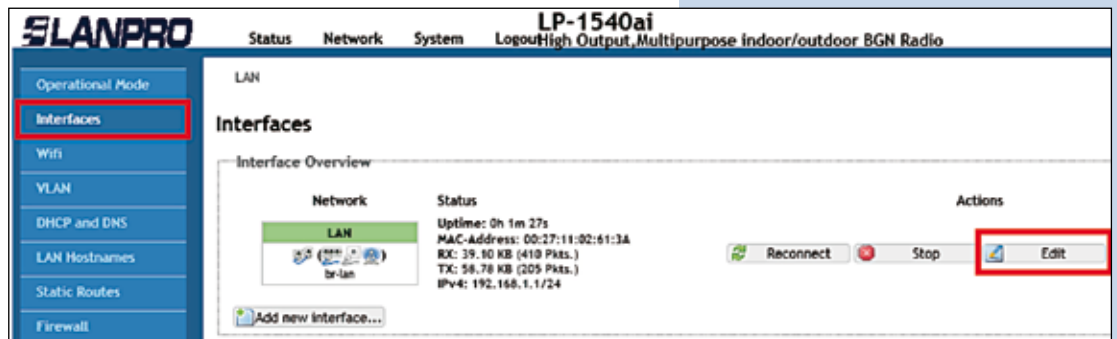 LANPRO
LP-1540ai
Status Network System Logout High Output,Multipurpose indoor/outdoor BGN Radio
Operational Mode
Interfaces
Wifi
VLAN
DHCP and DNS
LAN Hostnames
Static Routes
Firewall
LAN
Interfaces
Interface Overview
Network Status Actions
LAN
br-lan
Uptime: 0h 1m 27s
MAC-Address: 00:27:11:02:61:3A
RX: 39.10 KB (410 Pkts.)
TX: 58.78 KB (205 Pkts.)
IPv4: 192.168.1.1/24
Reconnect Stop Edit
Add new interface...